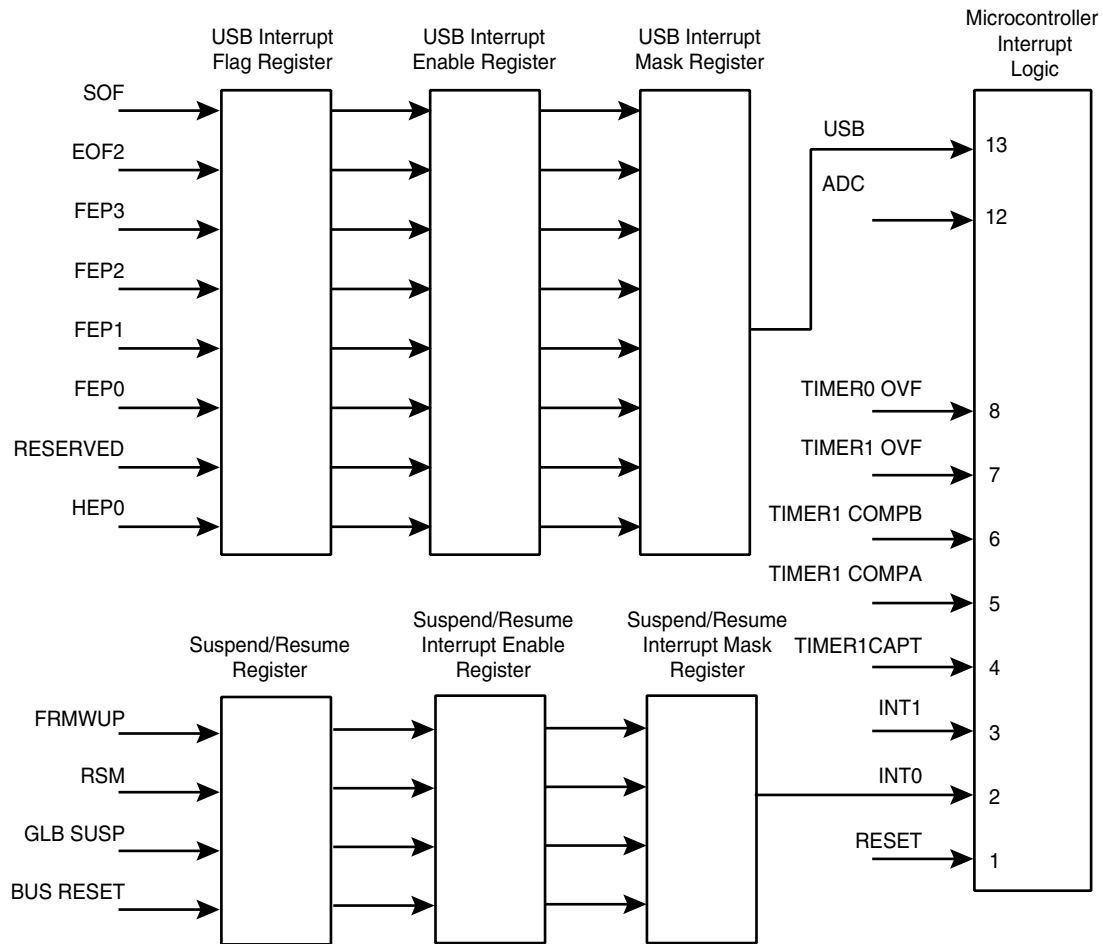 USB Interrupt
Flag Register
USB Interrupt
Enable Register
USB Interrupt
Mask Register
Microcontroller
Interrupt
Logic
SOF
EOF2
FEP3
FEP2
FEP1
FEP0
RESERVED
HEP0
USB
13
ADC
12
TIMER0 OVF
8
TIMER1 OVF
7
TIMER1 COMPB
6
TIMER1 COMPA
5
TIMER1CAPT
4
INT1
3
INT0
2
RESET
1
Suspend/Resume
Register
Suspend/Resume
Interrupt Enable
Register
Suspend/Resume
Interrupt Mask
Register
FRMWUP
RSM
GLB SUSP
BUS RESET